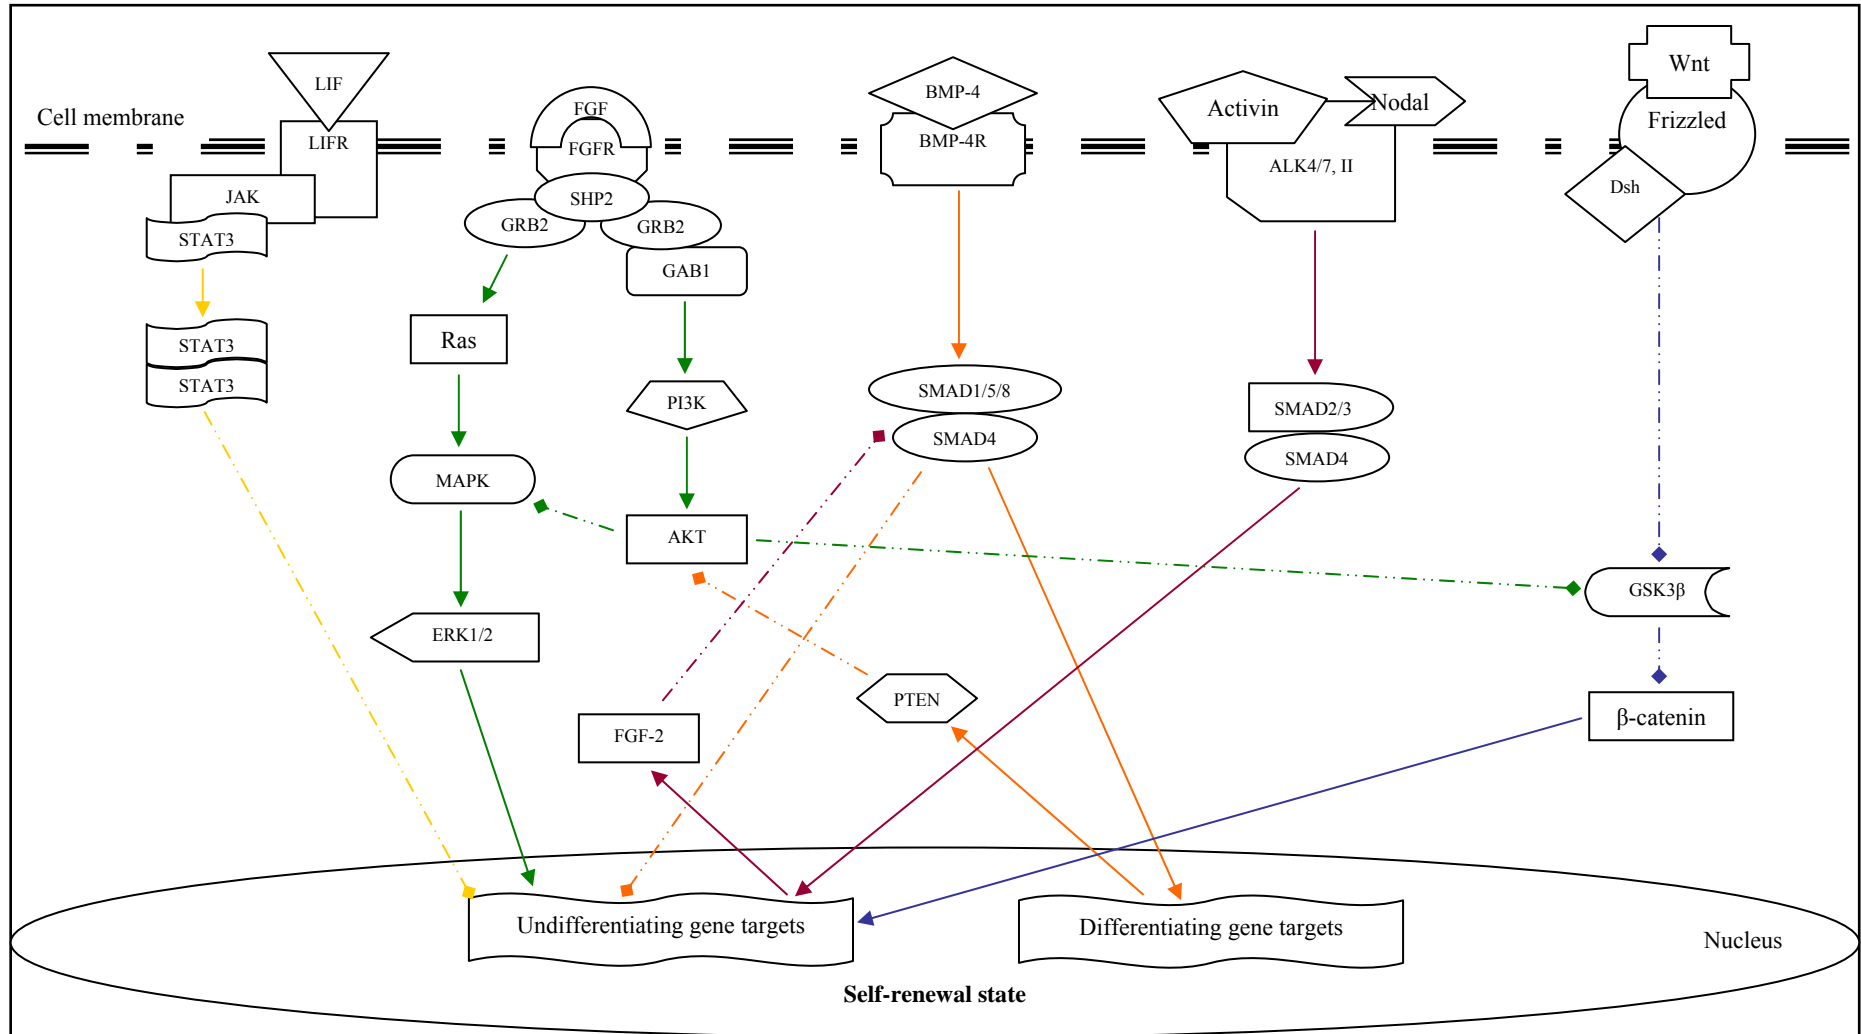 Cell membrane
LIF
LIFR
JAK
STAT3
STAT3
STAT3
FGF
FGFR
SHP2
GRB2
GRB2
GAB1
Ras
PI3K
MAPK
AKT
ERK1/2
FGF-2
BMP-4
BMP-4R
SMAD1/5/8
SMAD4
PTEN
Activin
Nodal
ALK4/7, II
SMAD2/3
SMAD4
Wnt
Frizzled
Dsh
GSK3β
β-catenin
Undifferentiating gene targets
Differentiating gene targets
Nucleus
Self-renewal state